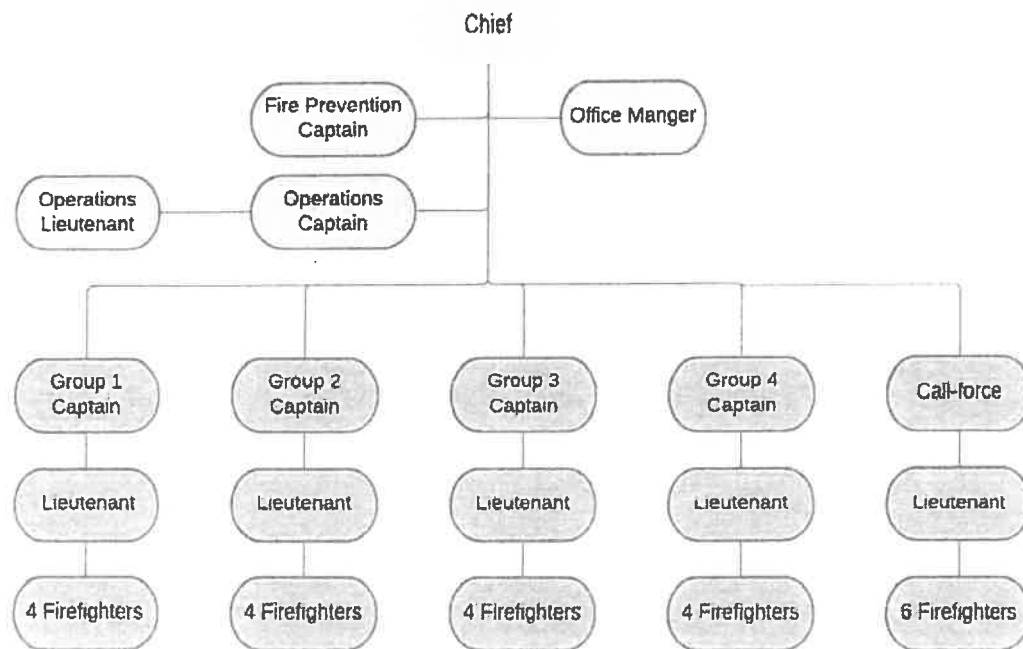 Chief
Fire Prevention
Captain
Office Manger
Operations
Lieutenant
Operations
Captain
Group 1
Captain
Group 2
Captain
Group 3
Captain
Group 4
Captain
Call-force
Lieutenant
Lieutenant
Lieutenant
Lieutenant
Lieutenant
4 Firefighters
4 Firefighters
4 Firefighters
4 Firefighters
6 Firefighters